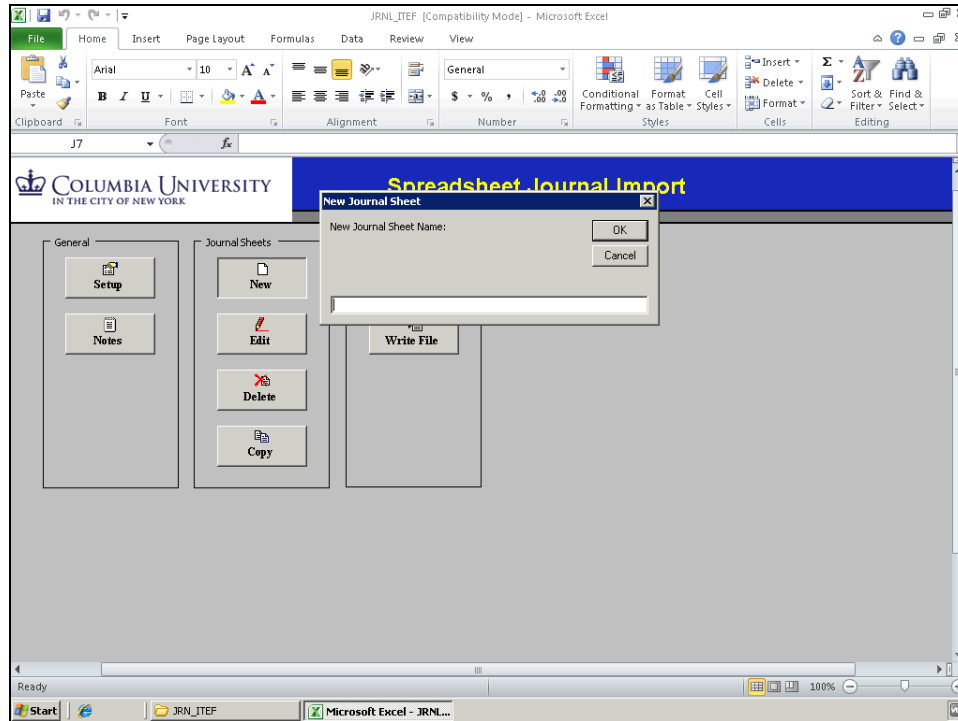 JRNL_ITEF [Compatibility Mode] - Microsoft Excel
File Home Insert Page Layout Formulas Data Review View
Paste
Arial 10 A A
B I U A
General
$ % , .0 .00 .00 .0
Conditional Formatting
Format as Table
Cell Styles
Insert
Delete
Format
Σ
Sort & Filter
Find & Select
Clipboard Font Alignment Number Styles Cells Editing
J7 fx
COLUMBIA UNIVERSITY
IN THE CITY OF NEW YORK
Spreadsheet Journal Import
New Journal Sheet
New Journal Sheet Name:
OK
Cancel
General
Setup
Notes
Journal Sheets
New
Edit
Delete
Copy
Write File
Ready 100%
Start JRN_ITEF Microsoft Excel - JRNL...